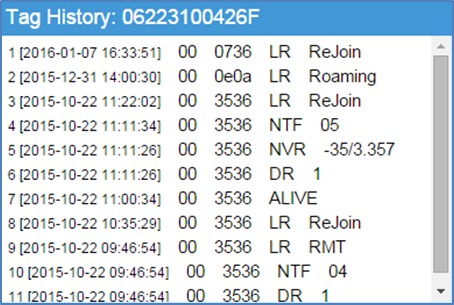 Tag History: 06223100426F
1 [2016-01-07 16:33:51] 00 0736 LR ReJoin
2 [2015-12-31 14:00:30] 00 0e0a LR Roaming
3 [2015-10-22 11:22:02] 00 3536 LR ReJoin
4 [2015-10-22 11:11:34] 00 3536 NTF 05
5 [2015-10-22 11:11:26] 00 3536 NVR -35/3.357
6 [2015-10-22 11:11:26] 00 3536 DR 1
7 [2015-10-22 11:00:34] 00 3536 ALIVE
8 [2015-10-22 10:35:29] 00 3536 LR ReJoin
9 [2015-10-22 09:46:54] 00 3536 LR RMT
10 [2015-10-22 09:46:54] 00 3536 NTF 04
11 [2015-10-22 09:46:54] 00 3536 DR 1